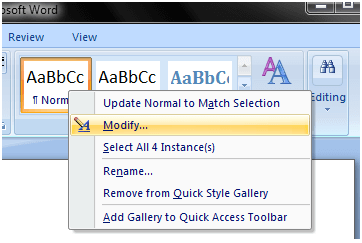 osoft Word
Review View
AaBbCc AaBbCc AaBbCc
¶ Norm
Editing
Update Normal to Match Selection
Modify...
Select All 4 Instance(s)
Rename...
Remove from Quick Style Gallery
Add Gallery to Quick Access Toolbar